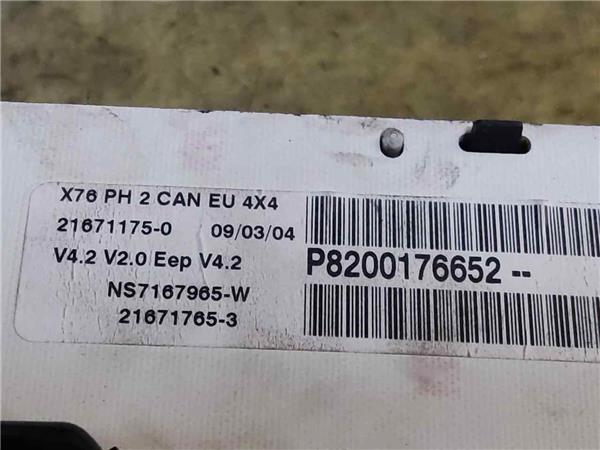 X76 PH 2 CAN EU 4X4
21671175-0 09/03/04
V4.2 V2.0 Eep V4.2
NS7167965-W
21671765-3
P8200176652--